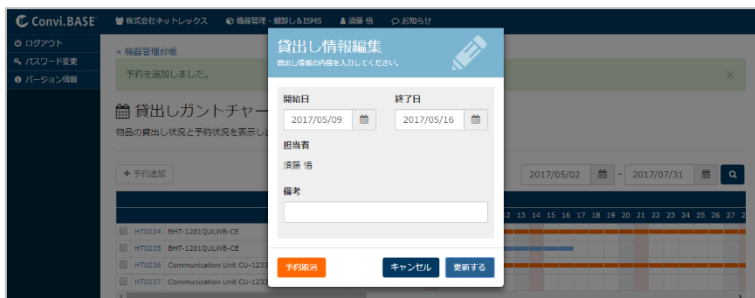 Convi.BASE
株式会社ネットレックス
機器管理・棚卸し&ISMS
須藤 悟
お知らせ
ログアウト
パスワード変更
バージョン情報
« 機器管理台帳
予約を追加しました。
×
貸出しガントチャー
物品の貸出し状況と予約状況を表示し
+ 予約追加
2017/05/02 - 2017/07/31
貸出し情報編集
貸出し情報の内容を入力してください。
開始日 終了日
2017/05/09 2017/05/16
担当者
須藤 悟
備考
予約取消 キャンセル 更新する
12 13 14 15 16 17 18 19 20 21 22 23 24 25 26 27
HT0234 BHT-1281QULWB-CE
HT0235 BHT-1281QULWB-CE
HT0236 Communication Unit CU-123
HT0237 Communication Unit CU-123